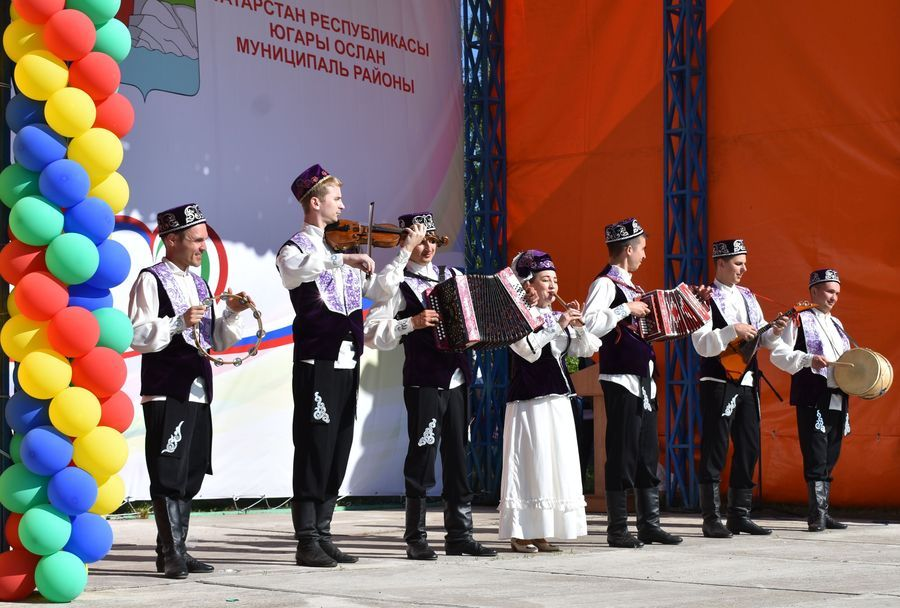 ТАТАРСТАН РЕСПУБЛИКАСЫ
ЮГАРЫ ОСЛАН
МУНИЦИПАЛЬ РАЙОНЫ